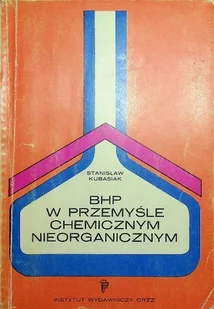 STANISŁAW
KUBASIAK
BHP
W PRZEMYŚLE
CHEMICZNYM
NIEORGANICZNYM
INSTYTUT WYDAWNICZY CRZZ